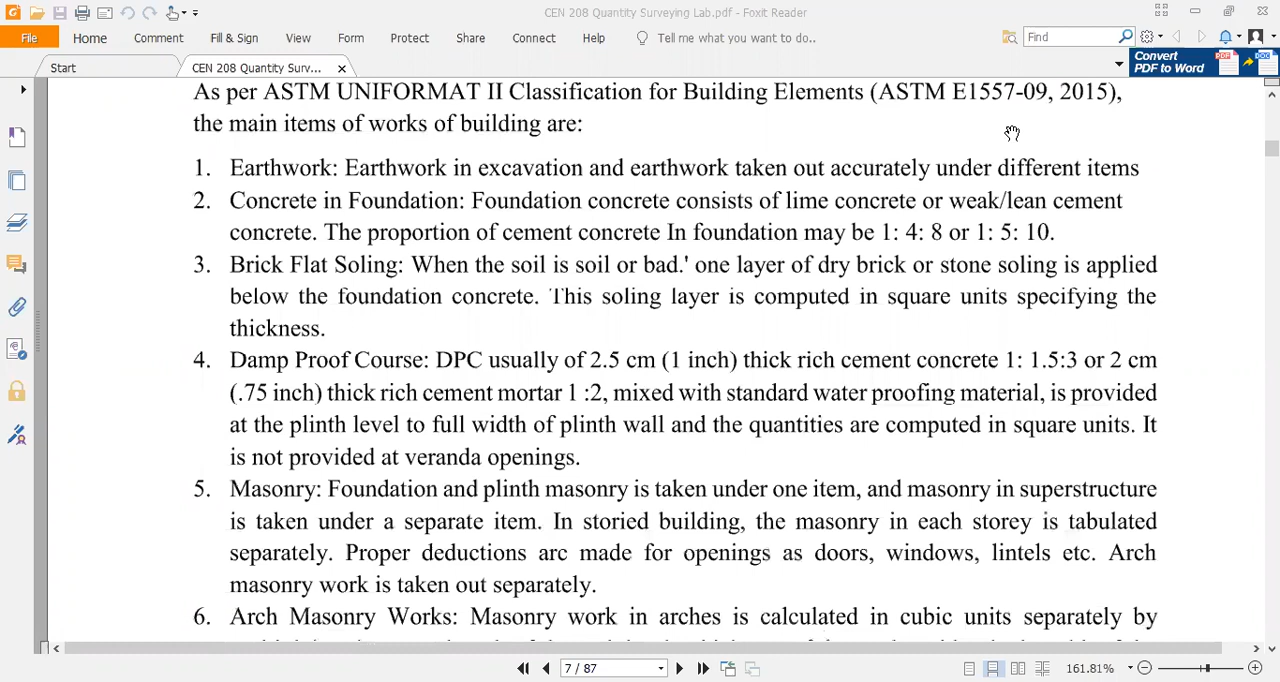 CEN 208 Quantity Surveying Lab.pdf - Foxit Reader
File Home Comment Fill & Sign View Form Protect Share Connect Help Tell me what you want to do.. Find
Start CEN 208 Quantity Surv... Convert
PDF to Word
As per ASTM UNIFORMAT II Classification for Building Elements (ASTM E1557-09, 2015),
the main items of works of building are:
1. Earthwork: Earthwork in excavation and earthwork taken out accurately under different items
2. Concrete in Foundation: Foundation concrete consists of lime concrete or weak/lean cement
concrete. The proportion of cement concrete In foundation may be 1: 4: 8 or 1: 5: 10.
3. Brick Flat Soling: When the soil is soil or bad.' one layer of dry brick or stone soling is applied
below the foundation concrete. This soling layer is computed in square units specifying the
thickness.
4. Damp Proof Course: DPC usually of 2.5 cm (1 inch) thick rich cement concrete 1: 1.5:3 or 2 cm
(.75 inch) thick rich cement mortar 1 :2, mixed with standard water proofing material, is provided
at the plinth level to full width of plinth wall and the quantities are computed in square units. It
is not provided at veranda openings.
5. Masonry: Foundation and plinth masonry is taken under one item, and masonry in superstructure
is taken under a separate item. In storied building, the masonry in each storey is tabulated
separately. Proper deductions are made for openings as doors, windows, lintels etc. Arch
masonry work is taken out separately.
6. Arch Masonry Works: Masonry work in arches is calculated in cubic units separately by
7 / 87 161.81%